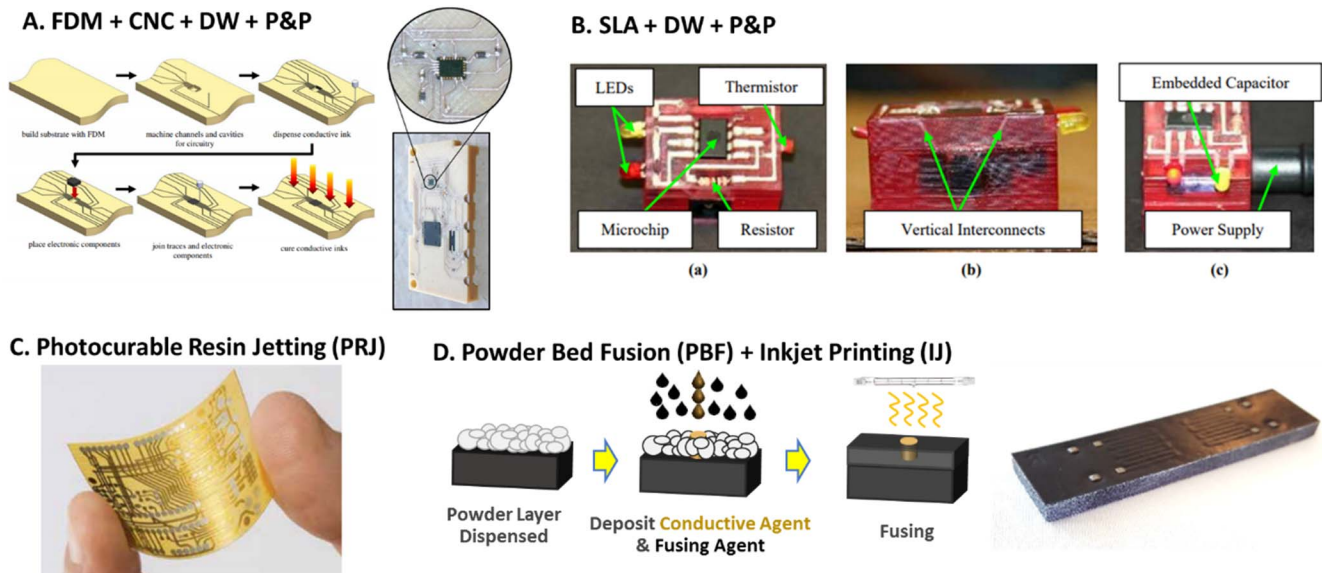 A. FDM + CNC + DW + P&P
build substrate with FDM
machine channels and cavities
for circuitry
dispense conductive ink
place electronic components
join traces and electronic
components
cure conductive inks
B. SLA + DW + P&P
LEDs
Thermistor
Microchip
Resistor
(a)
Vertical Interconnects
(b)
Embedded Capacitor
Power Supply
(c)
C. Photocurable Resin Jetting (PRJ)
D. Powder Bed Fusion (PBF) + Inkjet Printing (IJ)
Powder Layer
Dispensed
Deposit Conductive Agent
& Fusing Agent
Fusing